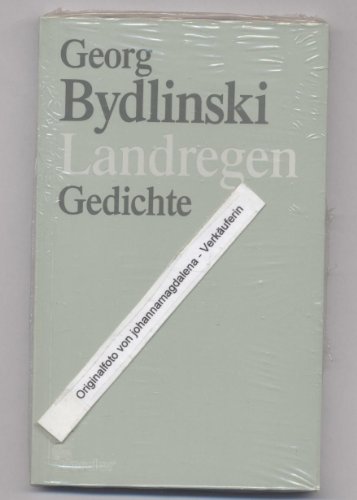 Georg
Bydlinski
Landregen
Gedichte
Originalfoto von johannamagdalena - Verkäuferin